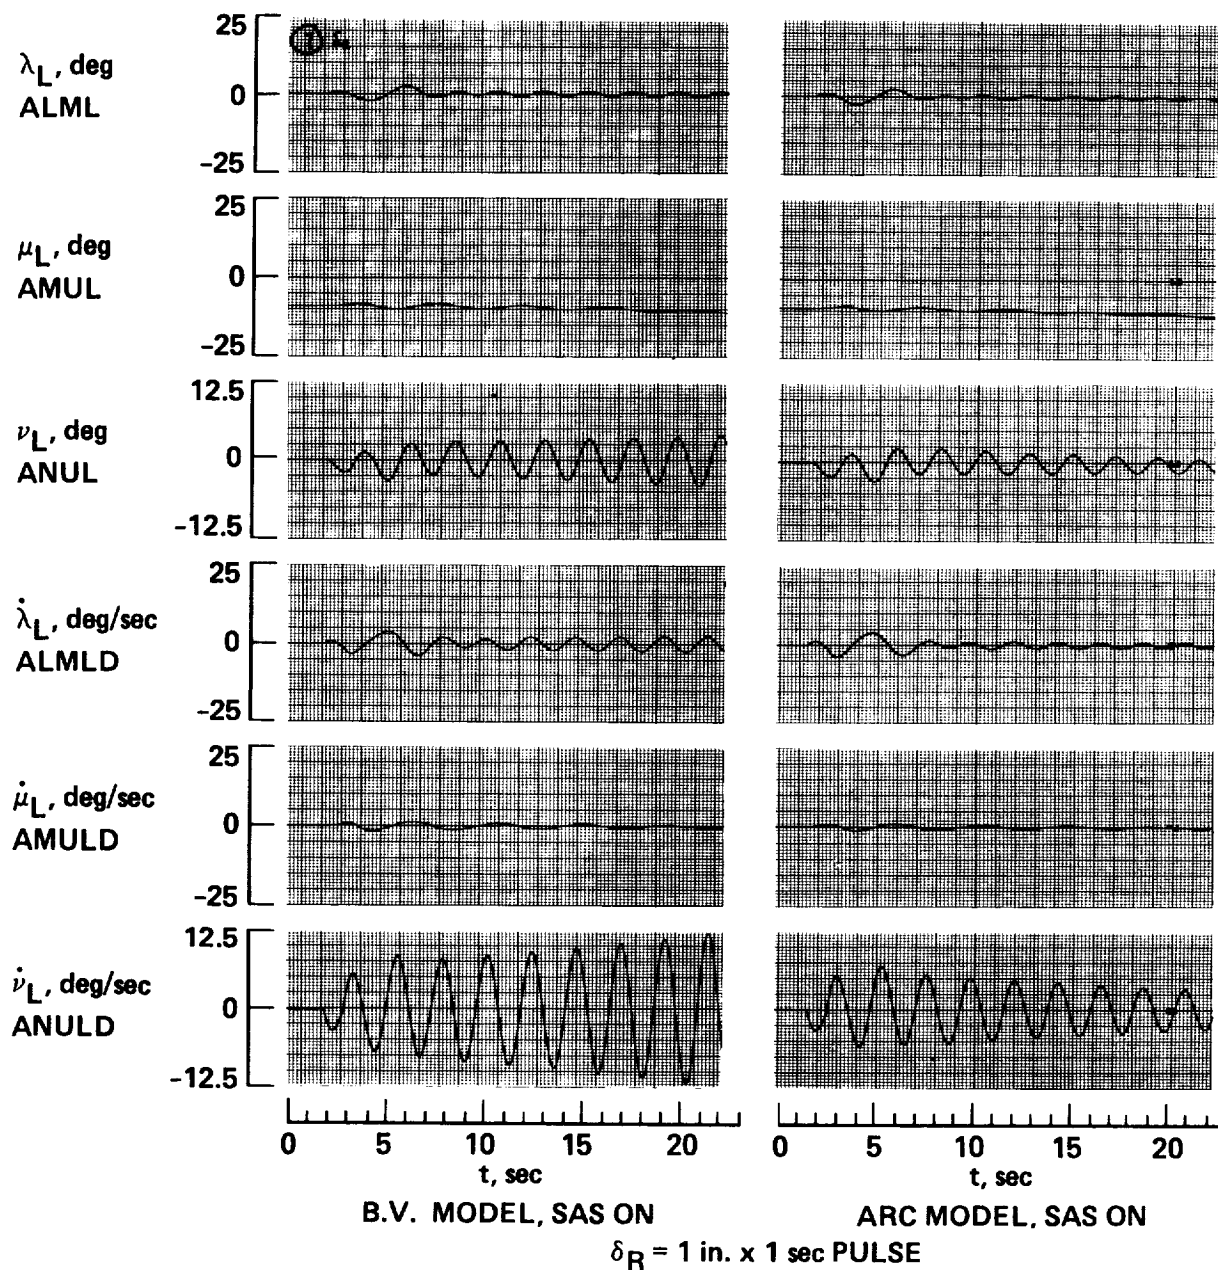 25
λL, deg
ALML
0
-25
1
25
μL, deg
AMUL
0
-25
12.5
νL, deg
ANUL
0
-12.5
25
λ̇L, deg/sec
ALMLD
0
-25
25
μ̇L, deg/sec
AMULD
0
-25
12.5
ν̇L, deg/sec
ANULD
0
-12.5
0 5 10 15 20
t, sec
B.V. MODEL, SAS ON
0 5 10 15 20
t, sec
ARC MODEL, SAS ON
δR = 1 in. x 1 sec PULSE